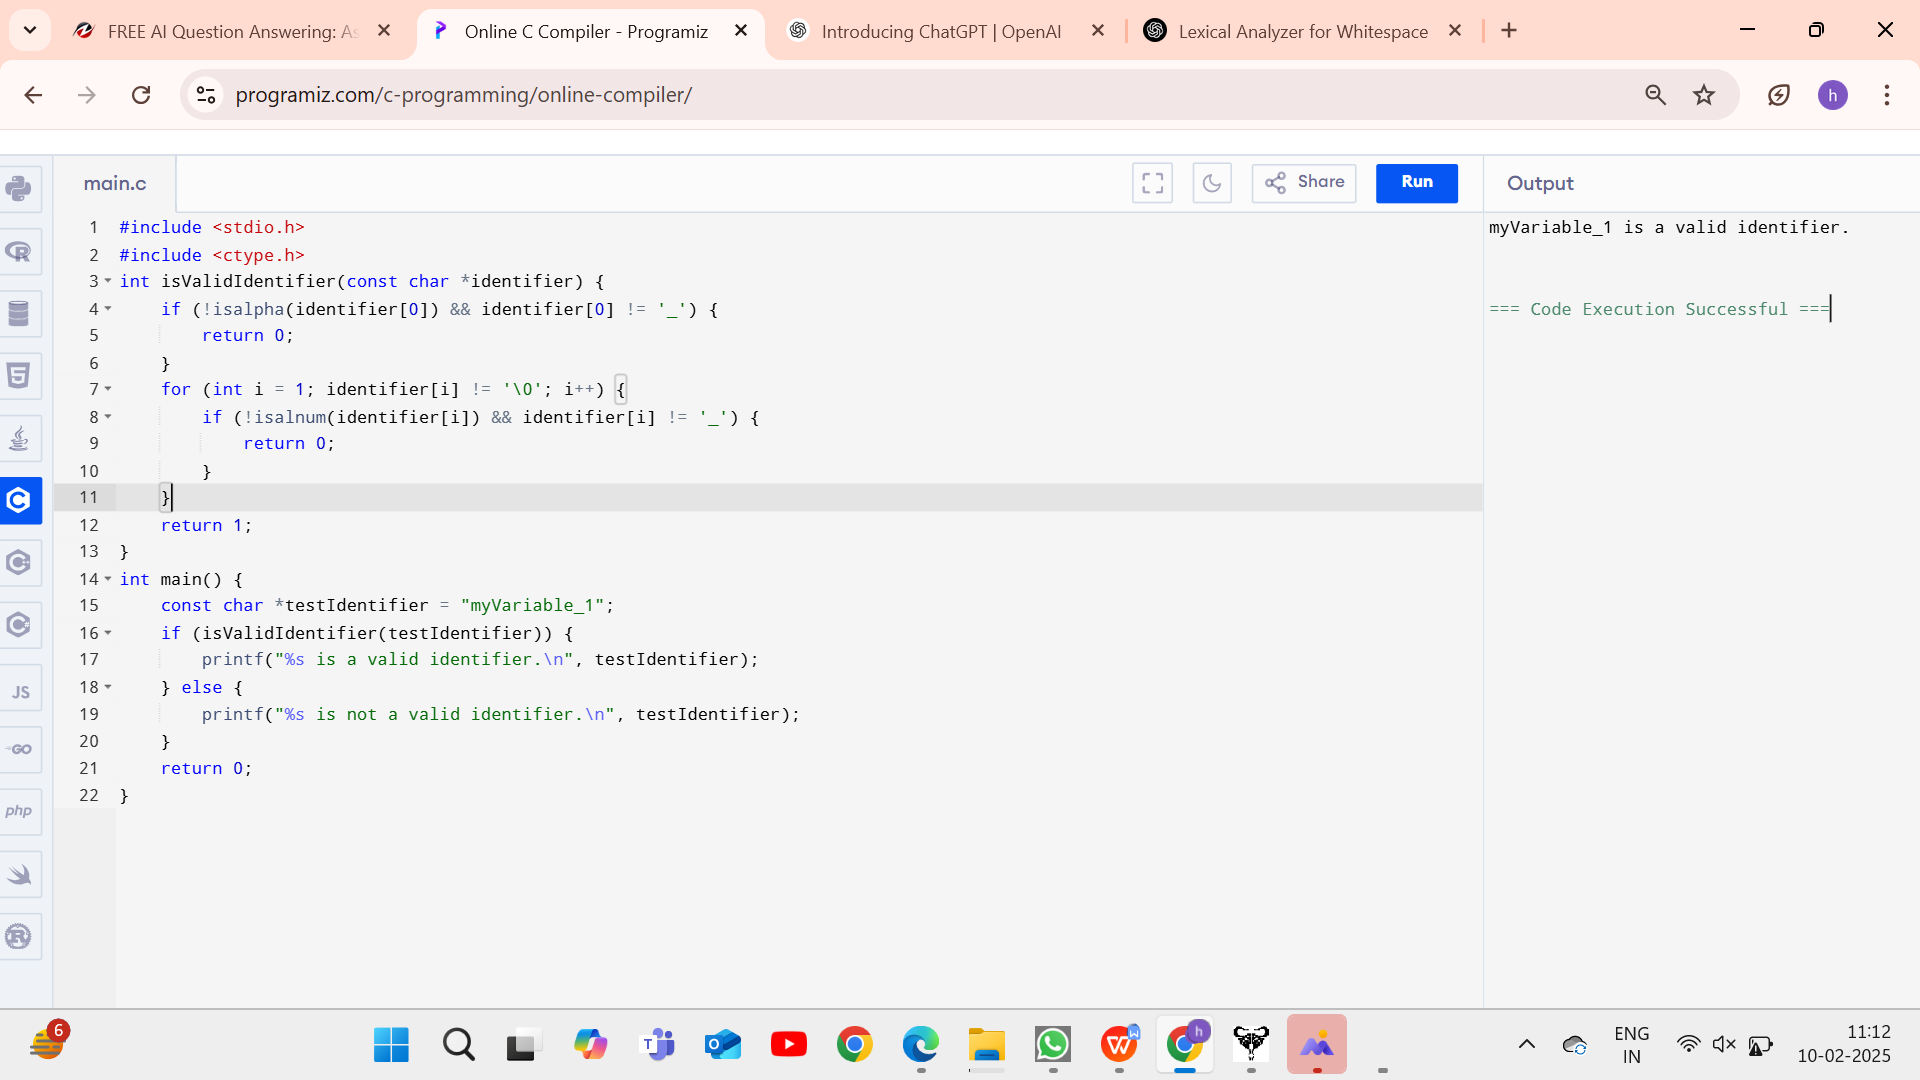 FREE AI Question Answering: As
Online C Compiler - Programiz
Introducing ChatGPT | OpenAI
Lexical Analyzer for Whitespace
programiz.com/c-programming/online-compiler/
h
main.c
Share
Run
Output
1 #include <stdio.h>
2 #include <ctype.h>
3 int isValidIdentifier(const char *identifier) {
4 if (!isalpha(identifier[0]) && identifier[0] != '_') {
5 return 0;
6 }
7 for (int i = 1; identifier[i] != '\0'; i++) {
8 if (!isalnum(identifier[i]) && identifier[i] != '_') {
9 return 0;
10 }
11 }
12 return 1;
13 }
14 int main() {
15 const char *testIdentifier = "myVariable_1";
16 if (isValidIdentifier(testIdentifier)) {
17 printf("%s is a valid identifier.\n", testIdentifier);
18 } else {
19 printf("%s is not a valid identifier.\n", testIdentifier);
20 }
21 return 0;
22 }
myVariable_1 is a valid identifier.
=== Code Execution Successful ===
JS
GO
php
6
h
ENG
IN
11:12
10-02-2025